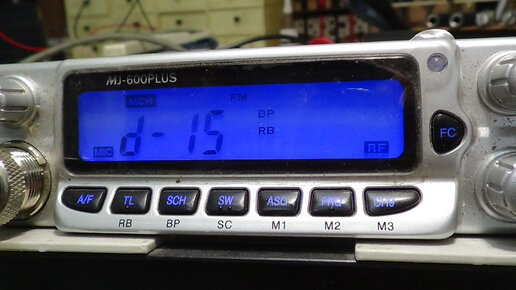 MJ-600PLUS
MCH FM
d-15 BP
RB
MIC RF
FC
A/F TL SCH SW ASQ FRQ CH9
RB BP SC M1 M2 M3